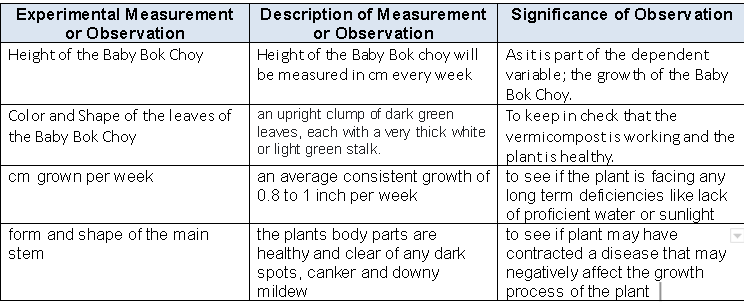 Experimental Measurement
or Observation
Description of Measurement
or Observation
Significance of Observation
Height of the Baby Bok Choy
Height of the Baby Bok choy will
be measured in cm every week
As it is part of the dependent
variable; the growth of the Baby
Bok Choy.
Color and Shape of the leaves of
the Baby Bok Choy
an upright clump of dark green
leaves, each with a very thick white
or light green stalk.
To keep in check that the
vermicompost is working and the
plant is healthy.
cm grown per week
an average consistent growth of
0.8 to 1 inch per week
to see if the plant is facing any
long term deficiencies like lack
of proficient water or sunlight
form and shape of the main
stem
the plants body parts are
healthy and clear of any dark
spots, canker and downy
mildew
to see if plant may have
contracted a disease that may
negatively affect the growth
process of the plant